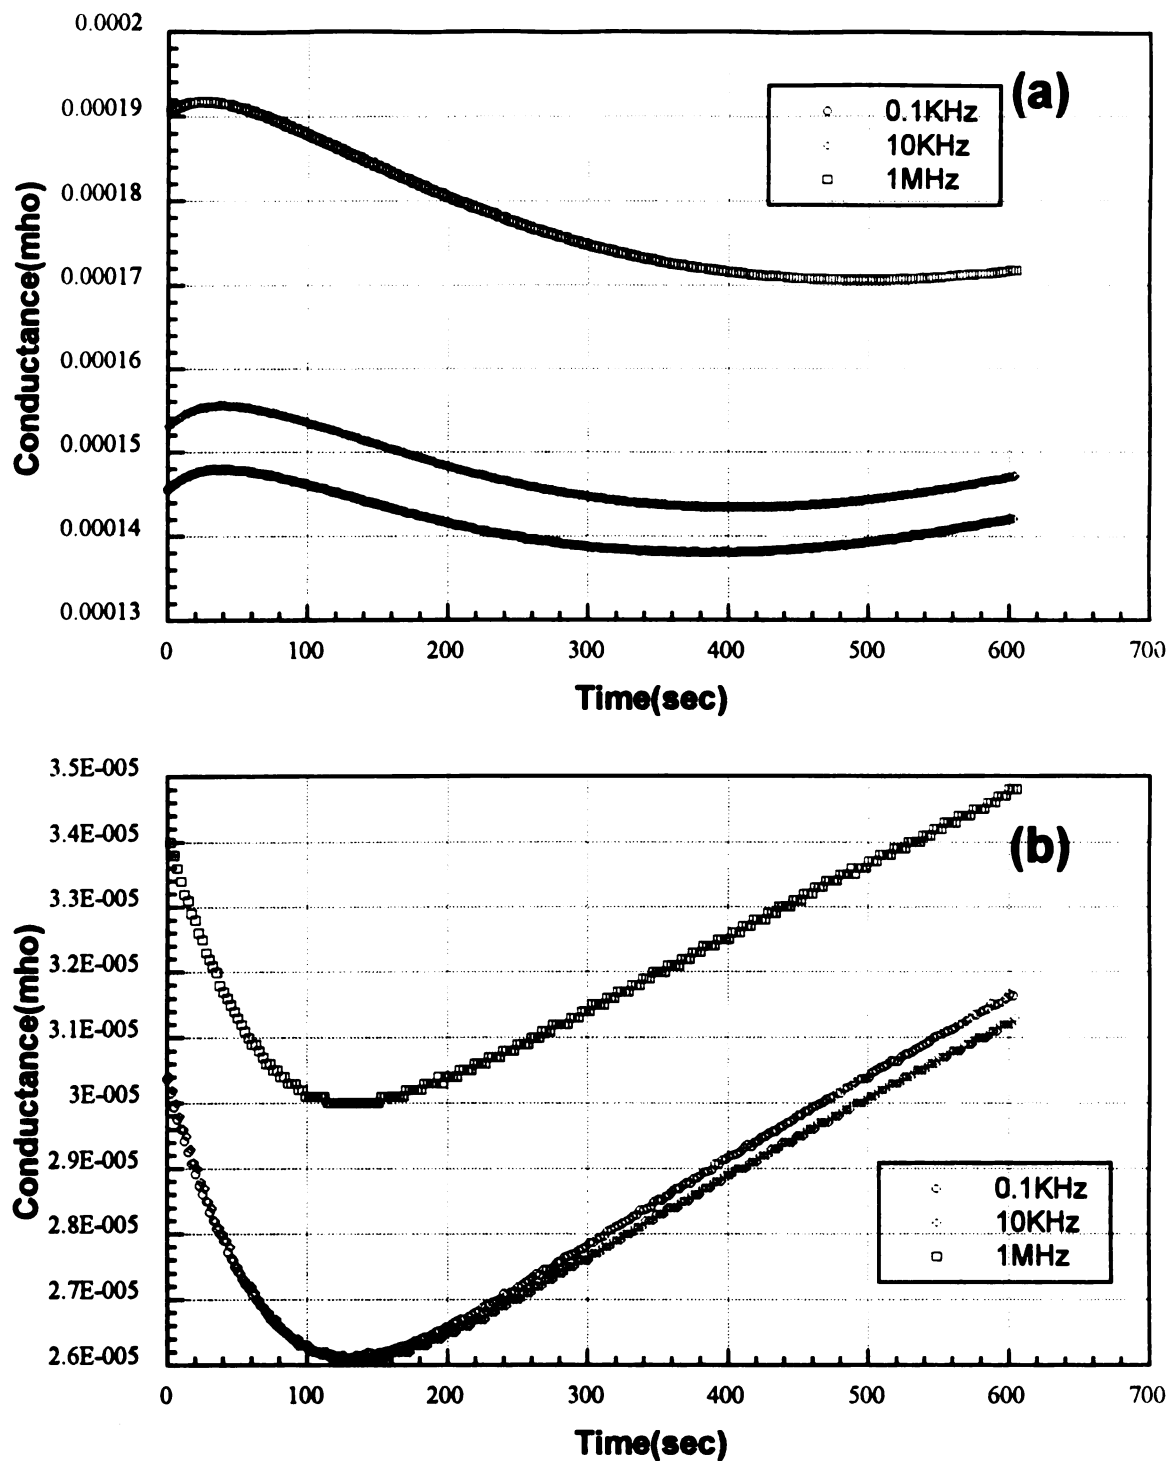 0.0002
0.00019
0.00018
0.00017
0.00016
0.00015
0.00014
0.00013
Conductance(mho)
(a)
0.1KHz
10KHz
1MHz
0 100 200 300 400 500 600 700
Time(sec)
3.5E-005
3.4E-005
3.3E-005
3.2E-005
3.1E-005
3E-005
2.9E-005
2.8E-005
2.7E-005
2.6E-005
Conductance(mho)
(b)
0.1KHz
10KHz
1MHz
0 100 200 300 400 500 600 700
Time(sec)